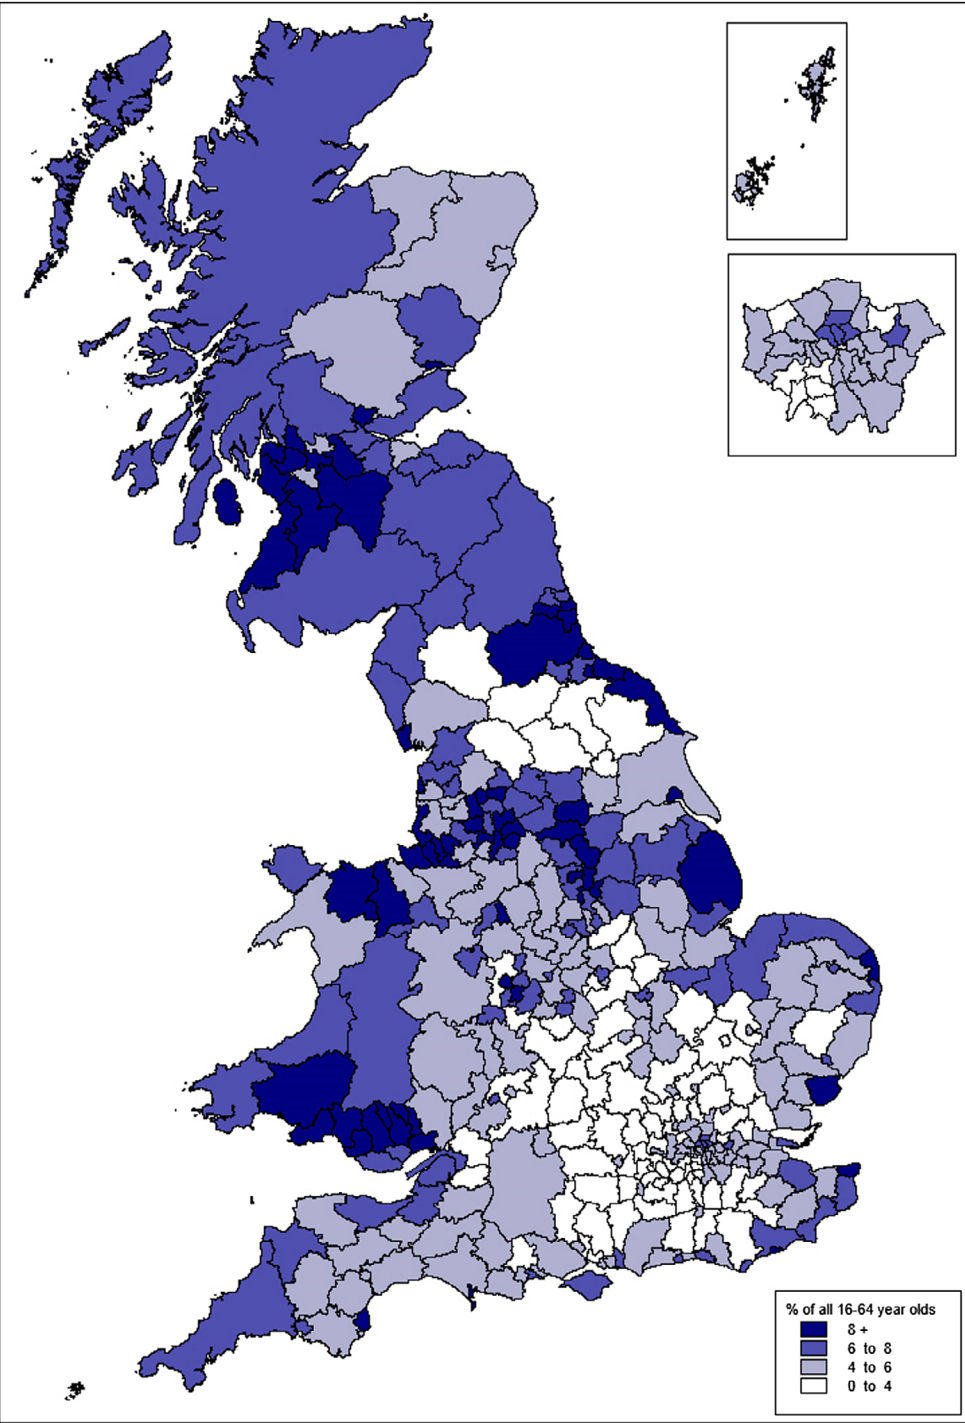 % of all 16-64 year olds
8 +
6 to 8
4 to 6
0 to 4